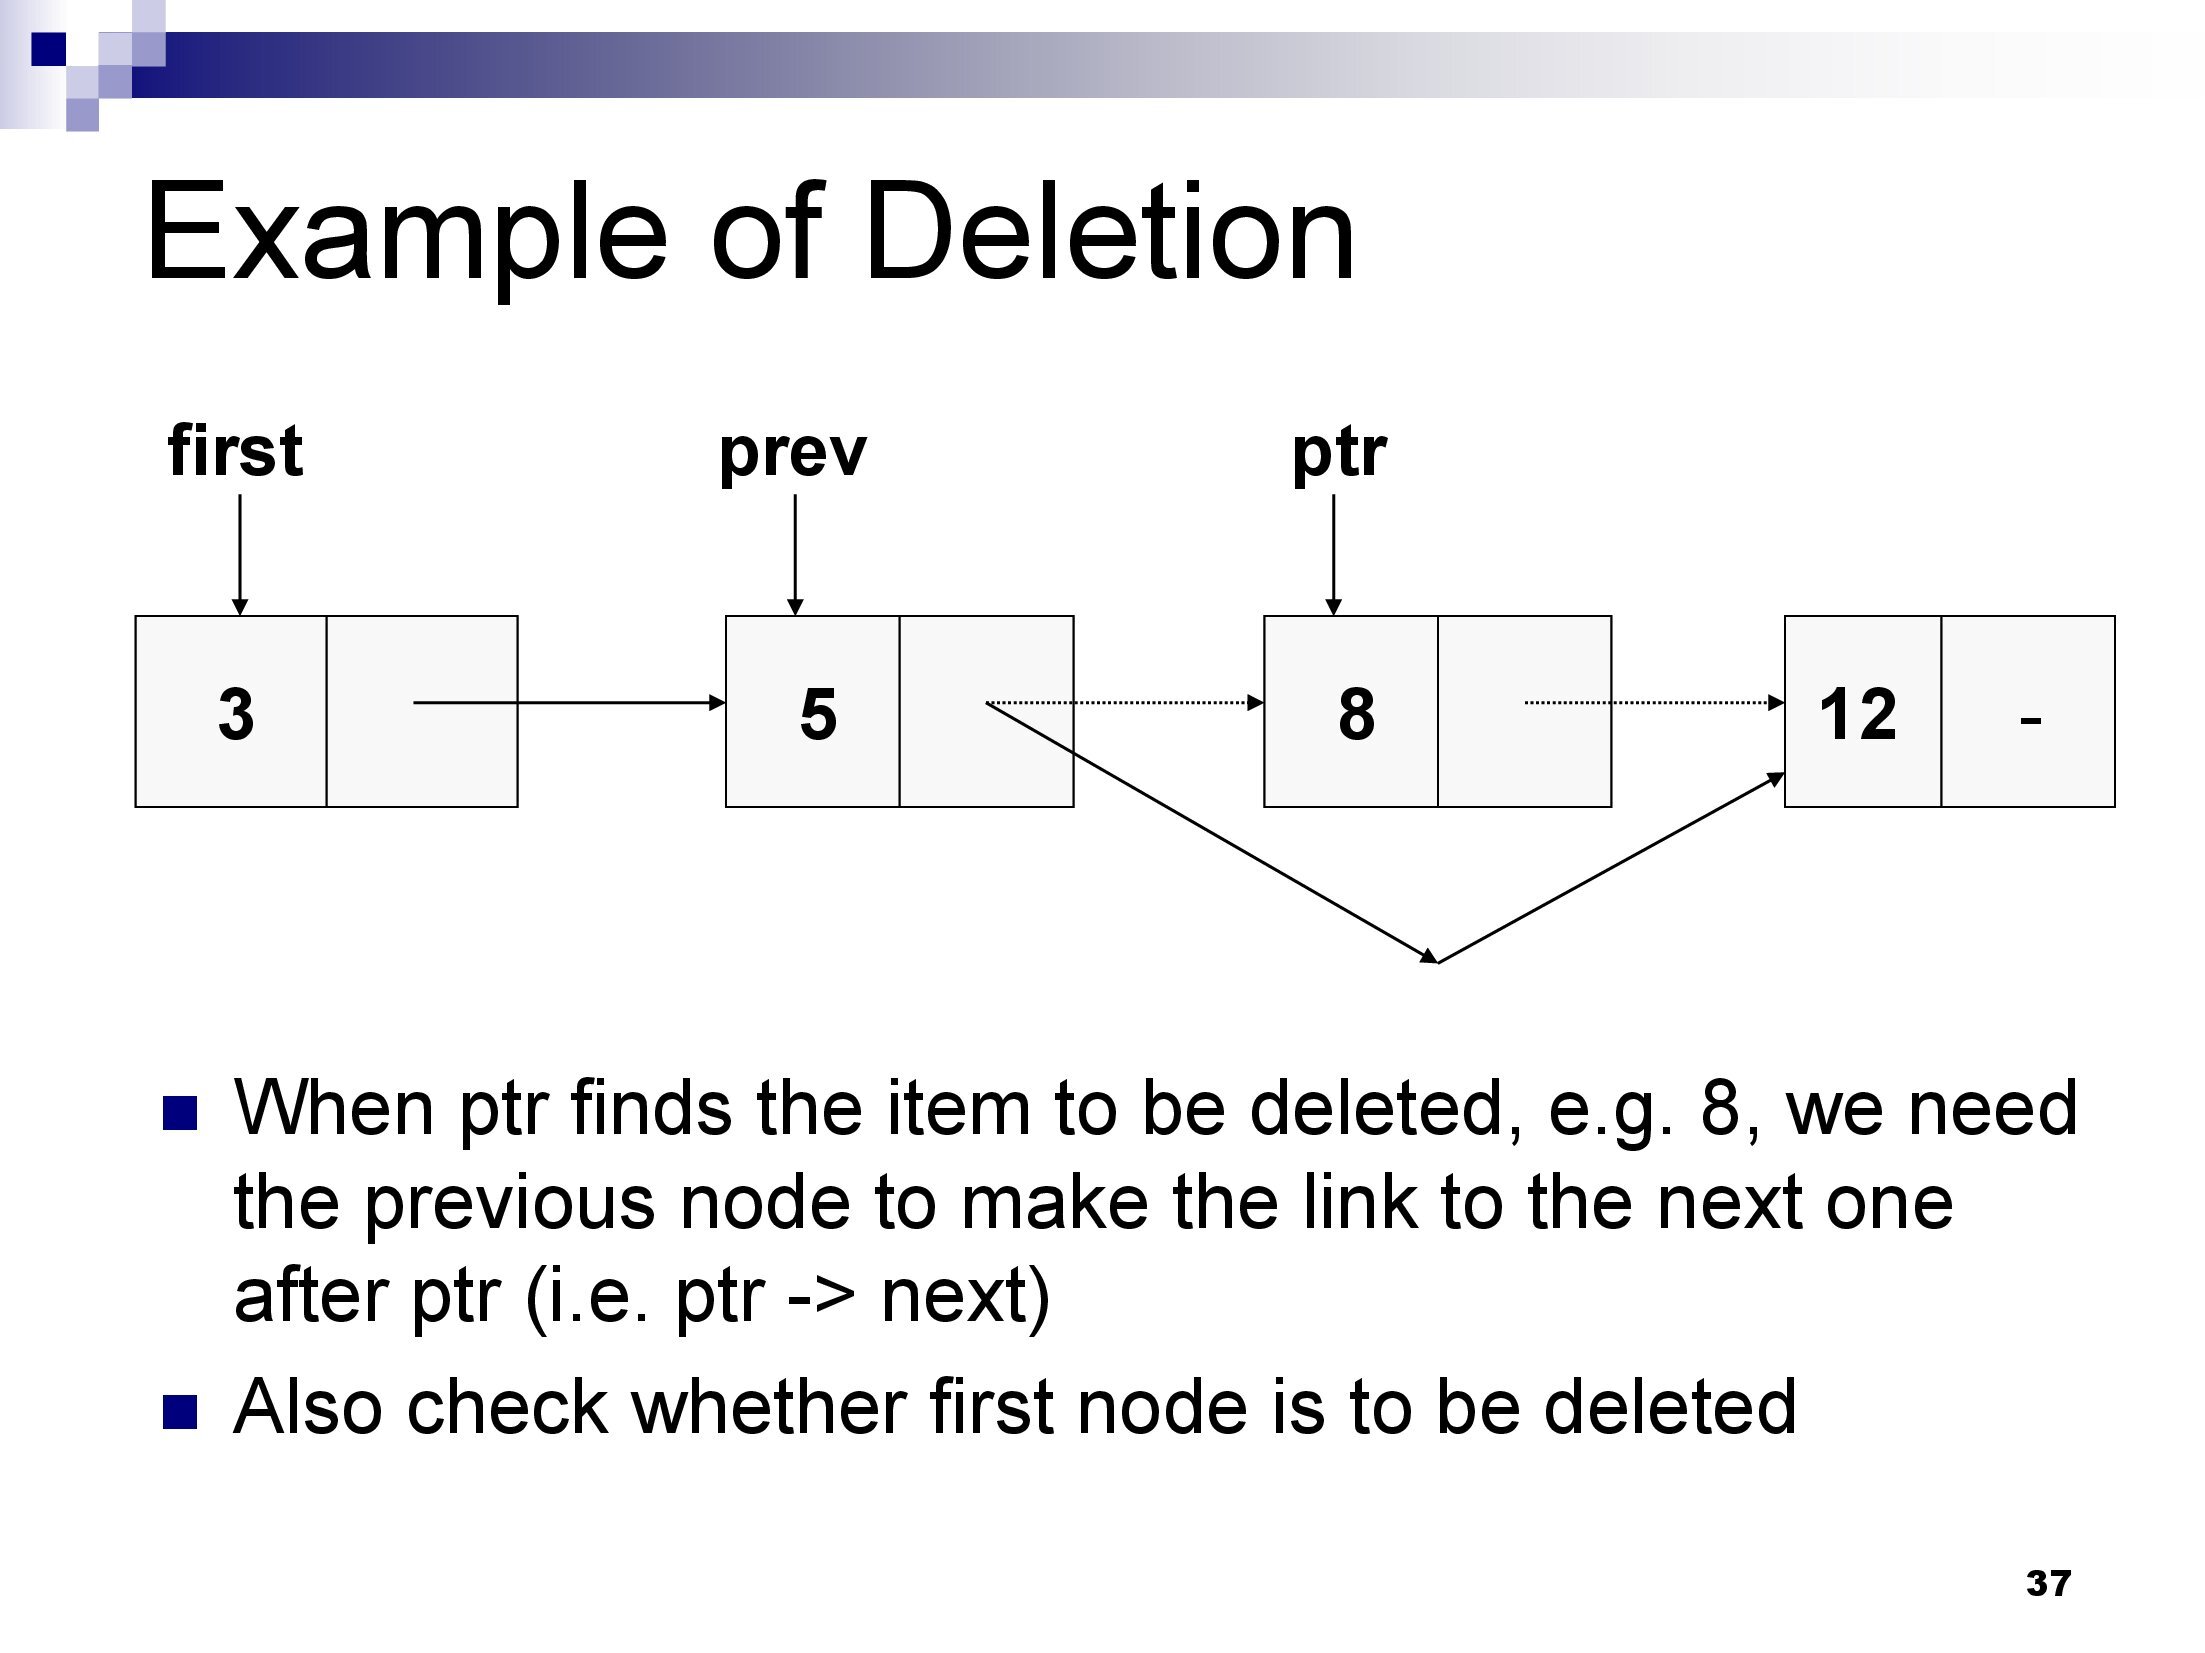 Example of Deletion
first prev ptr
3 5 8 12 -
When ptr finds the item to be deleted, e.g. 8, we need
the previous node to make the link to the next one
after ptr (i.e. ptr -> next)
Also check whether first node is to be deleted
37